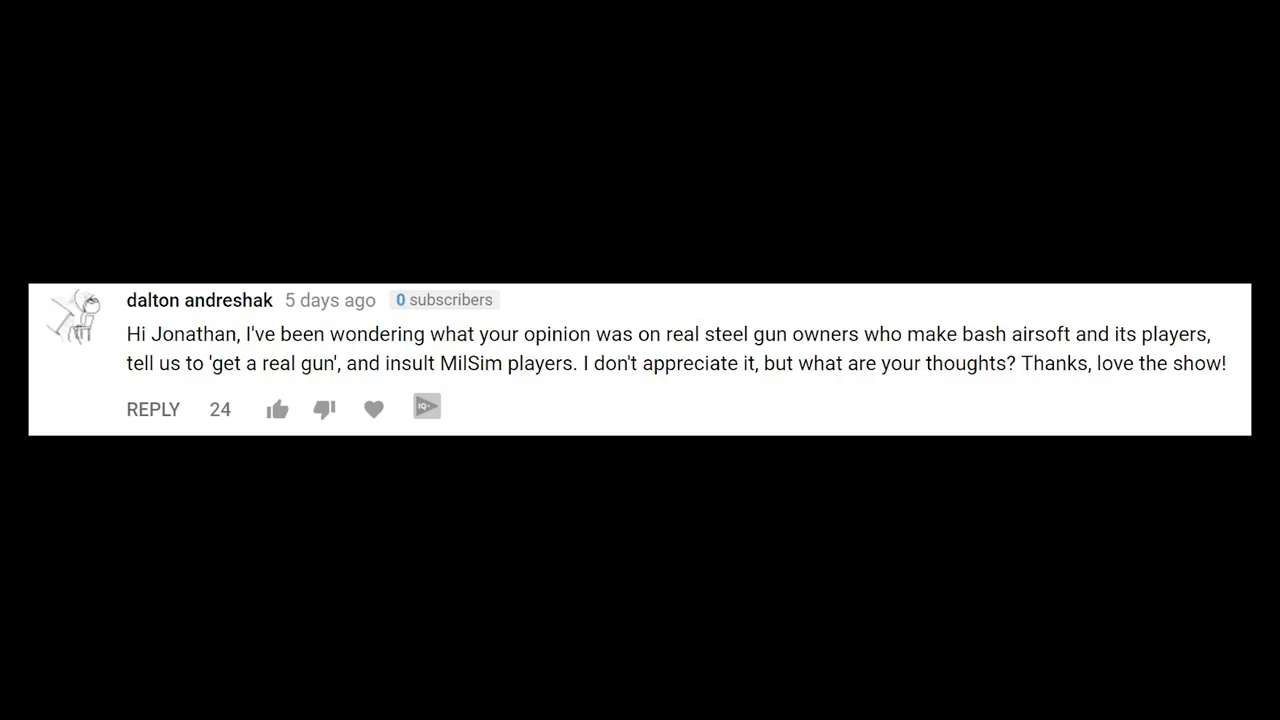 dalton andreshak 5 days ago 0 subscribers
Hi Jonathan, I've been wondering what your opinion was on real steel gun owners who make bash airsoft and its players,
tell us to 'get a real gun', and insult MilSim players. I don't appreciate it, but what are your thoughts? Thanks, love the show!
REPLY 24 IQ+